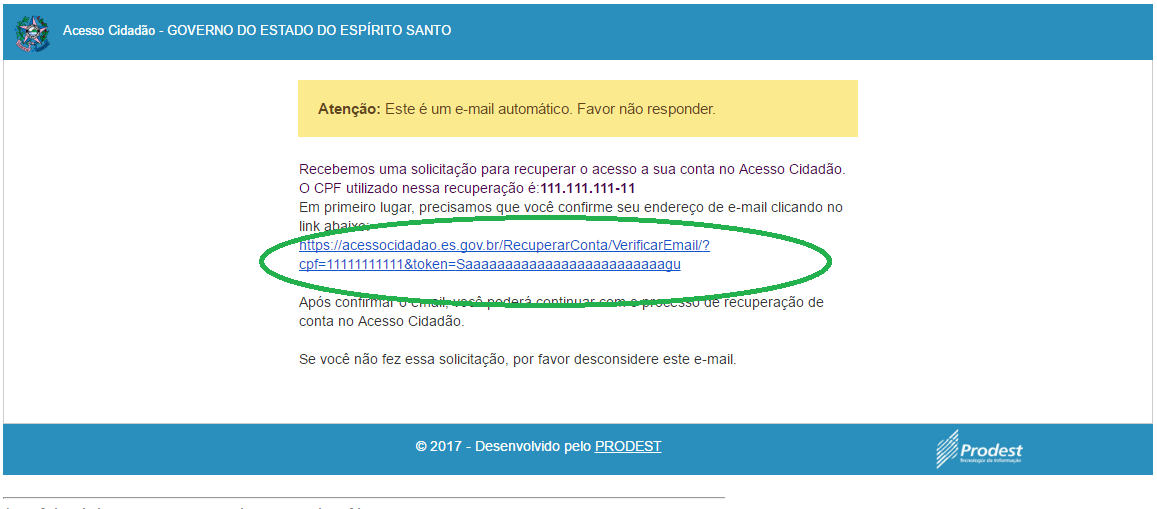 Acesso Cidadão - GOVERNO DO ESTADO DO ESPÍRITO SANTO
Atenção: Este é um e-mail automático. Favor não responder.
Recebemos uma solicitação para recuperar o acesso a sua conta no Acesso Cidadão.
O CPF utilizado nessa recuperação é:111.111.111-11
Em primeiro lugar, precisamos que você confirme seu endereço de e-mail clicando no
link abaixo:
https://acessocidadao.es.gov.br/RecuperarConta/VerificarEmail/?
cpf=11111111111&token=Saaaaaaaaaaaaaaaaaaaaaaaaagu
Após confirmar o email, você poderá continuar com o processo de recuperação de
conta no Acesso Cidadão.
Se você não fez essa solicitação, por favor desconsidere este e-mail.
© 2017 - Desenvolvido pelo PRODEST
Prodest
Tecnologia da Informação